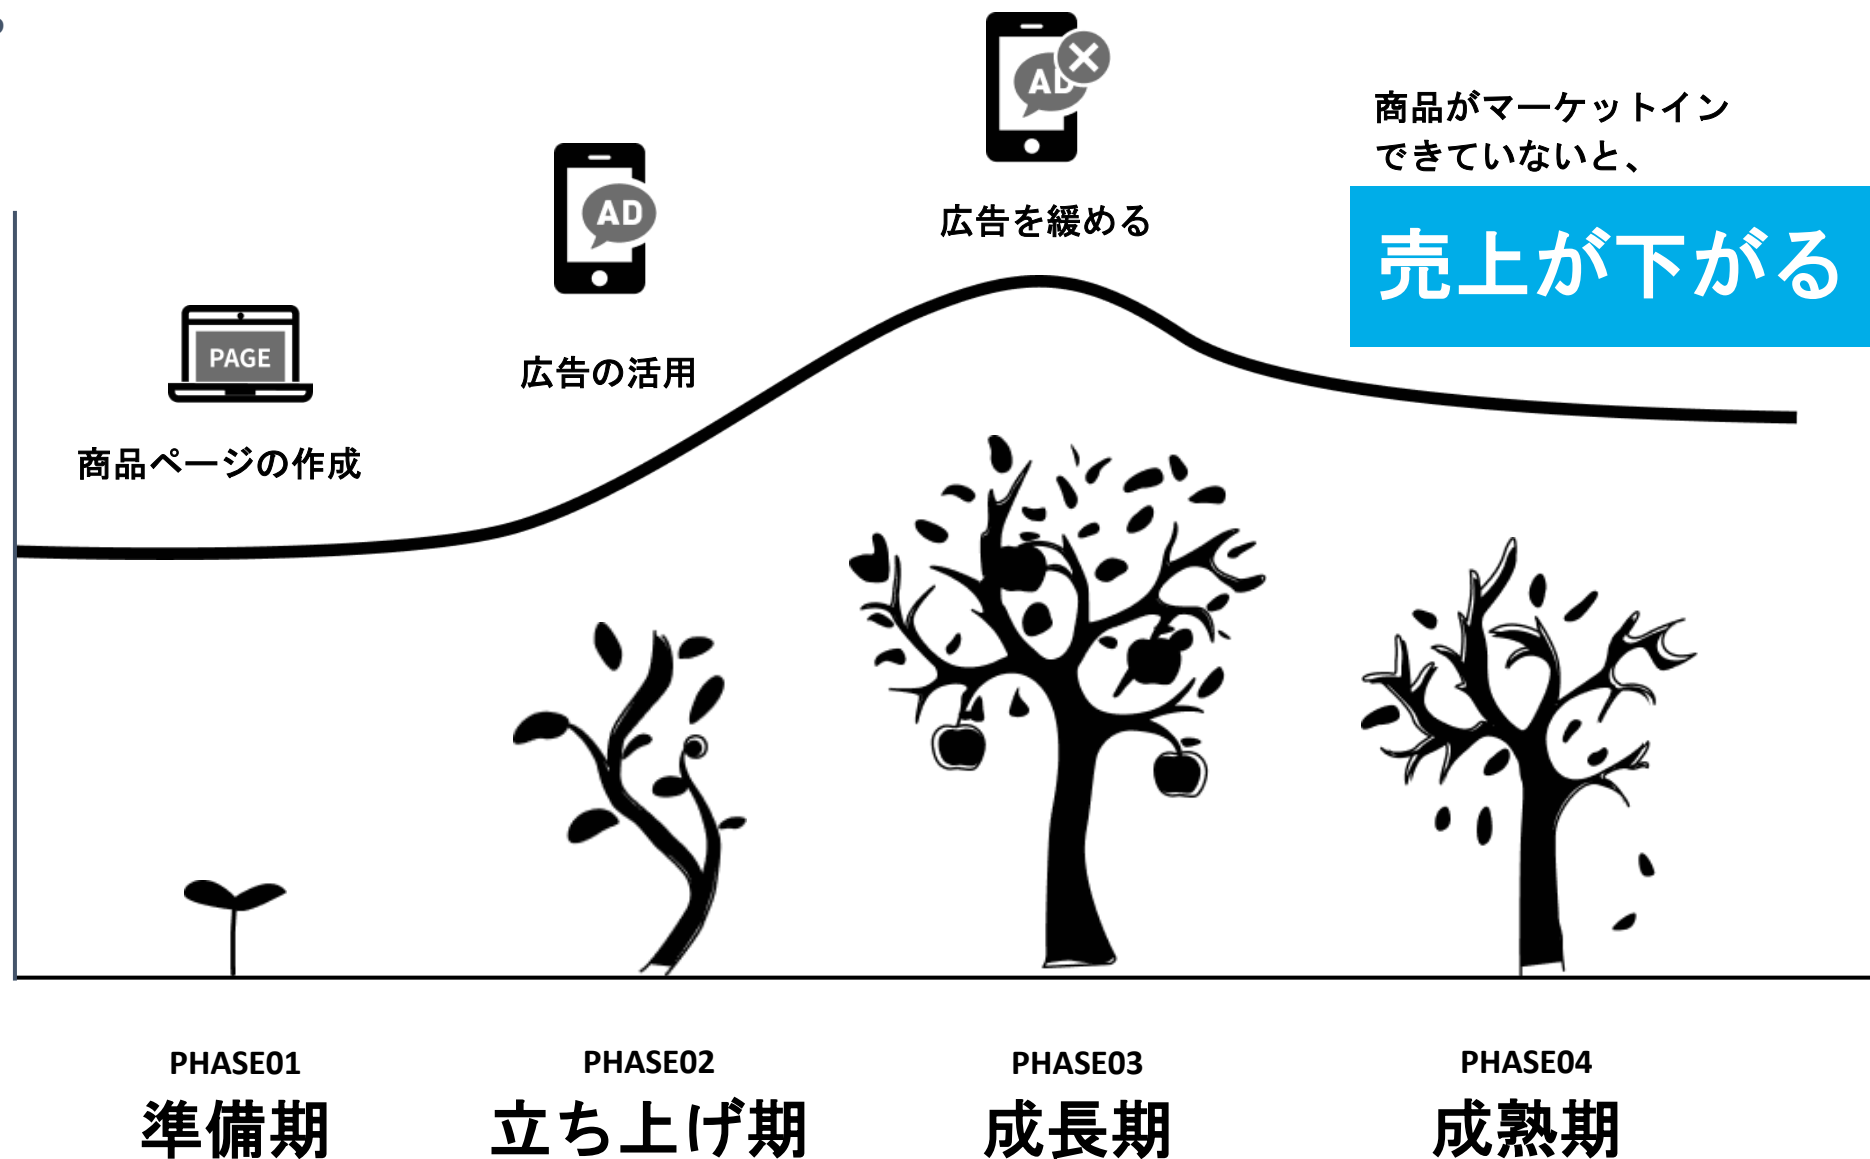 PAGE
商品ページの作成
AD
広告の活用
AD
広告を緩める
商品がマーケットイン
できていないと、
売上が下がる
PHASE01
準備期
PHASE02
立ち上げ期
PHASE03
成長期
PHASE04
成熟期